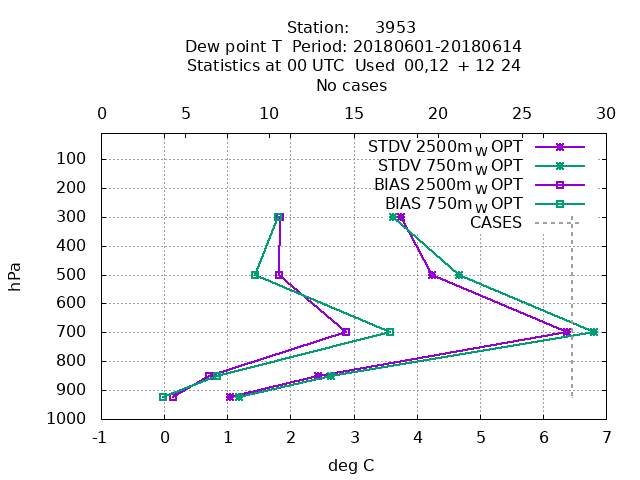 Station: 3953
Dew point T Period: 20180601-20180614
Statistics at 00 UTC Used 00,12 + 12 24
No cases
0 5 10 15 20 25 30
STDV 2500m W OPT
STDV 750m W OPT
BIAS 2500m W OPT
BIAS 750m W OPT
CASES
100
200
300
400
500
600
700
800
900
1000
hPa
-1 0 1 2 3 4 5 6 7
deg C